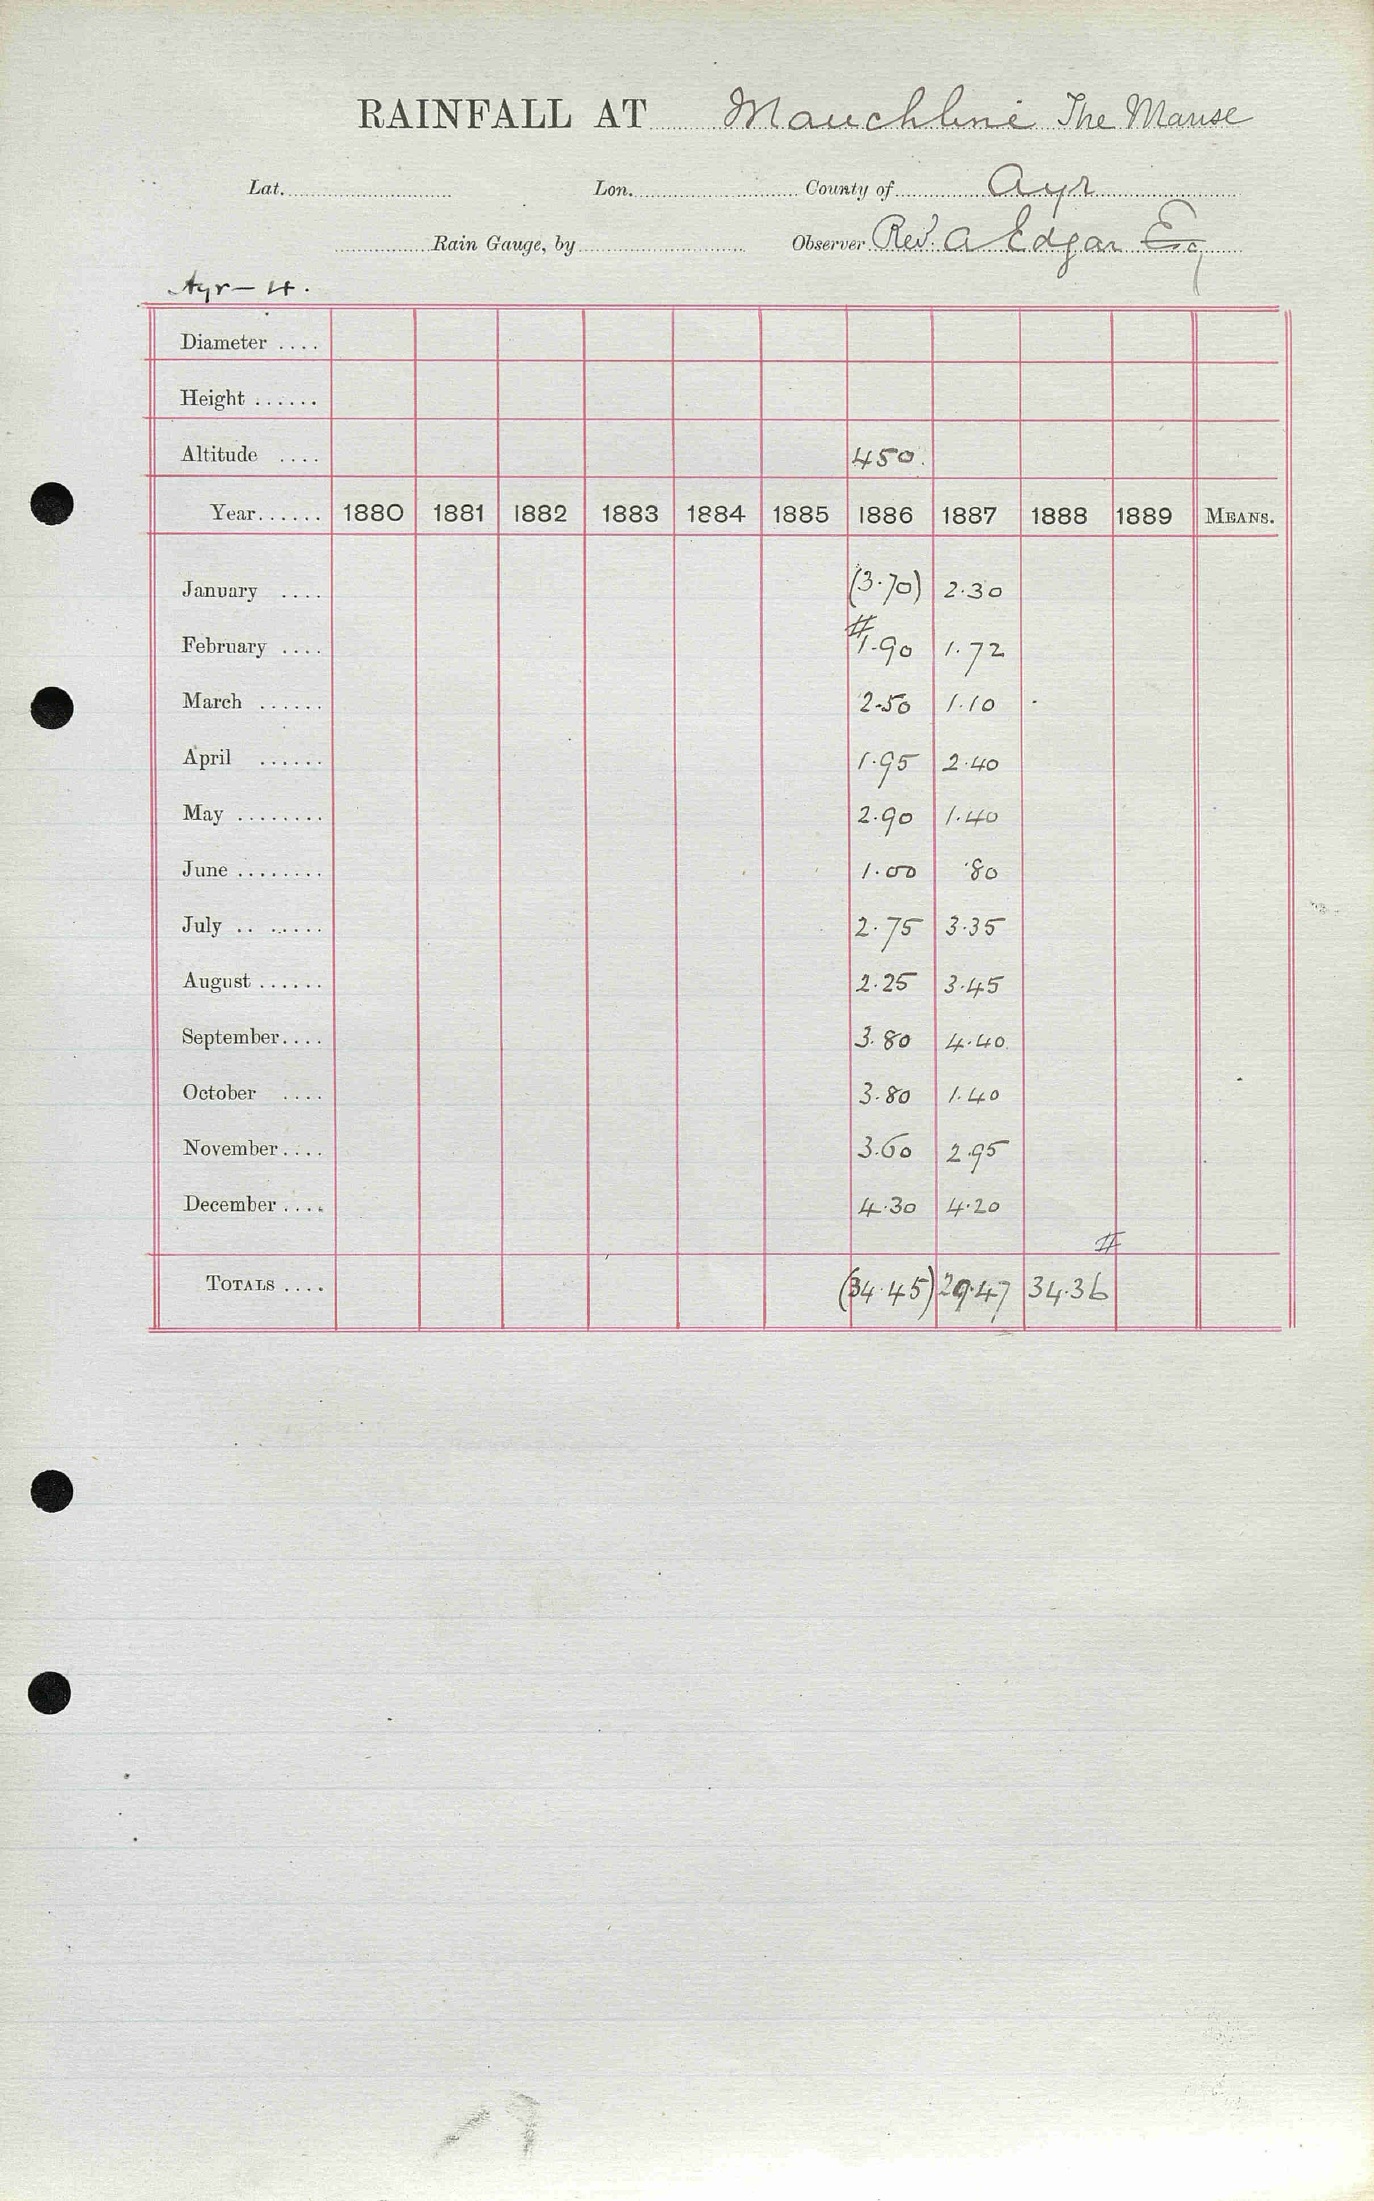 RAINFALL AT Mauchline The Manse
Lat. Lon. County of Ayr
Rain Gauge, by Observer Rev. A Edgar Esq
Ayr - 4.
Diameter ....
Height ......
Altitude .... 450.
Year...... 1880 1881 1882 1883 1884 1885 1886 1887 1888 1889 MEANS.
January .... (3.70) 2.30
#
February .... 1.90 1.72
March ...... 2.50 1.10
April ...... 1.95 2.40
May ........ 2.90 1.40
June ........ 1.00 .80
July .. ...... 2.75 3.35
August ...... 2.25 3.45
September.... 3.80 4.40
October .... 3.80 1.40
November.... 3.60 2.95
December .... 4.30 4.20
#
TOTALS .... (34.45) 29.47 34.36